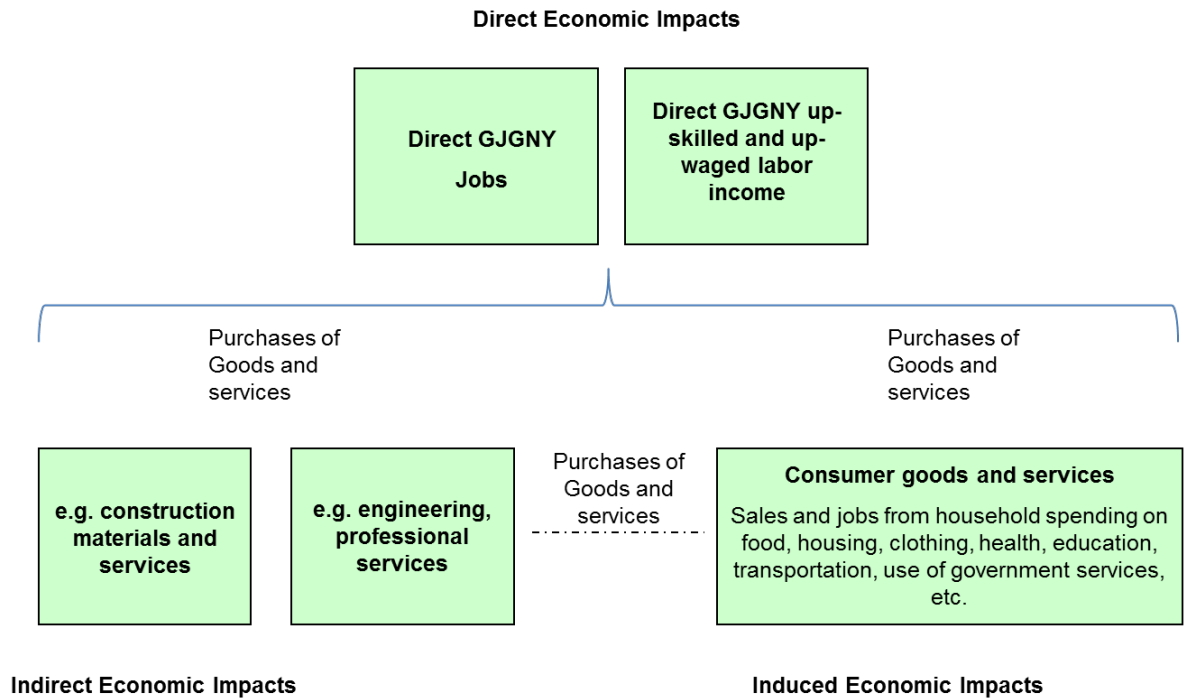 Direct Economic Impacts
Direct GJGNY
Jobs
Direct GJGNY up-
skilled and up-
waged labor
income
Purchases of
Goods and
services
Purchases of
Goods and
services
e.g. construction
materials and
services
e.g. engineering,
professional
services
Purchases of
Goods and
services
Consumer goods and services
Sales and jobs from household spending on
food, housing, clothing, health, education,
transportation, use of government services,
etc.
Indirect Economic Impacts
Induced Economic Impacts